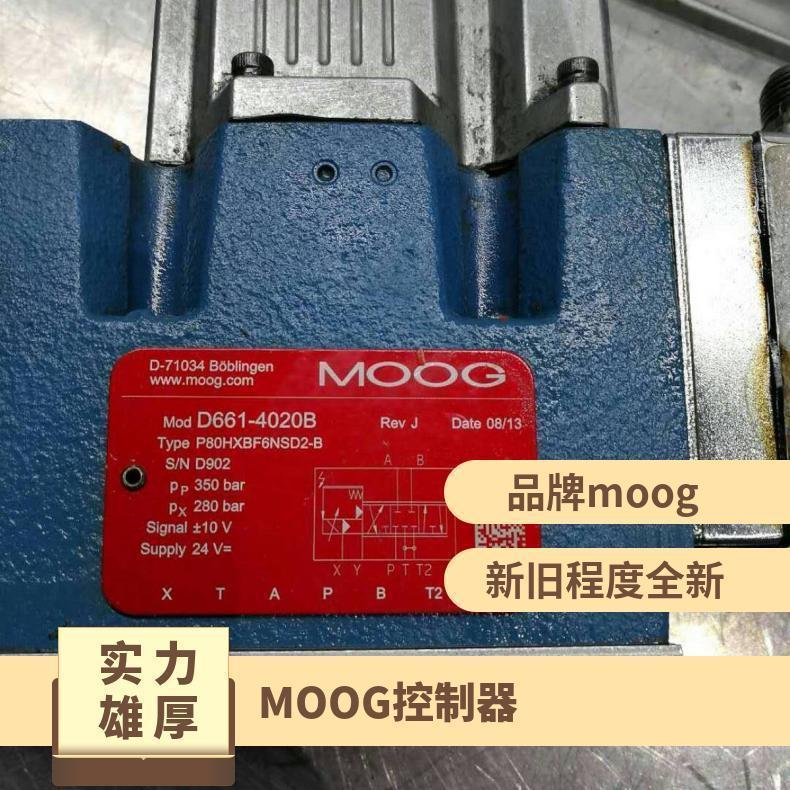 D-71034 Böblingen
www.moog.com
MOOG
Mod D661-4020B Rev J Date 08/13
Type P80HXBF6NSD2-B
S/N D902
pP 350 bar
pX 280 bar
Signal ±10 V
Supply 24 V=
A B
X Y P T T2
X T A P B T2
品牌moog
新旧程度全新
实力
雄厚
MOOG控制器